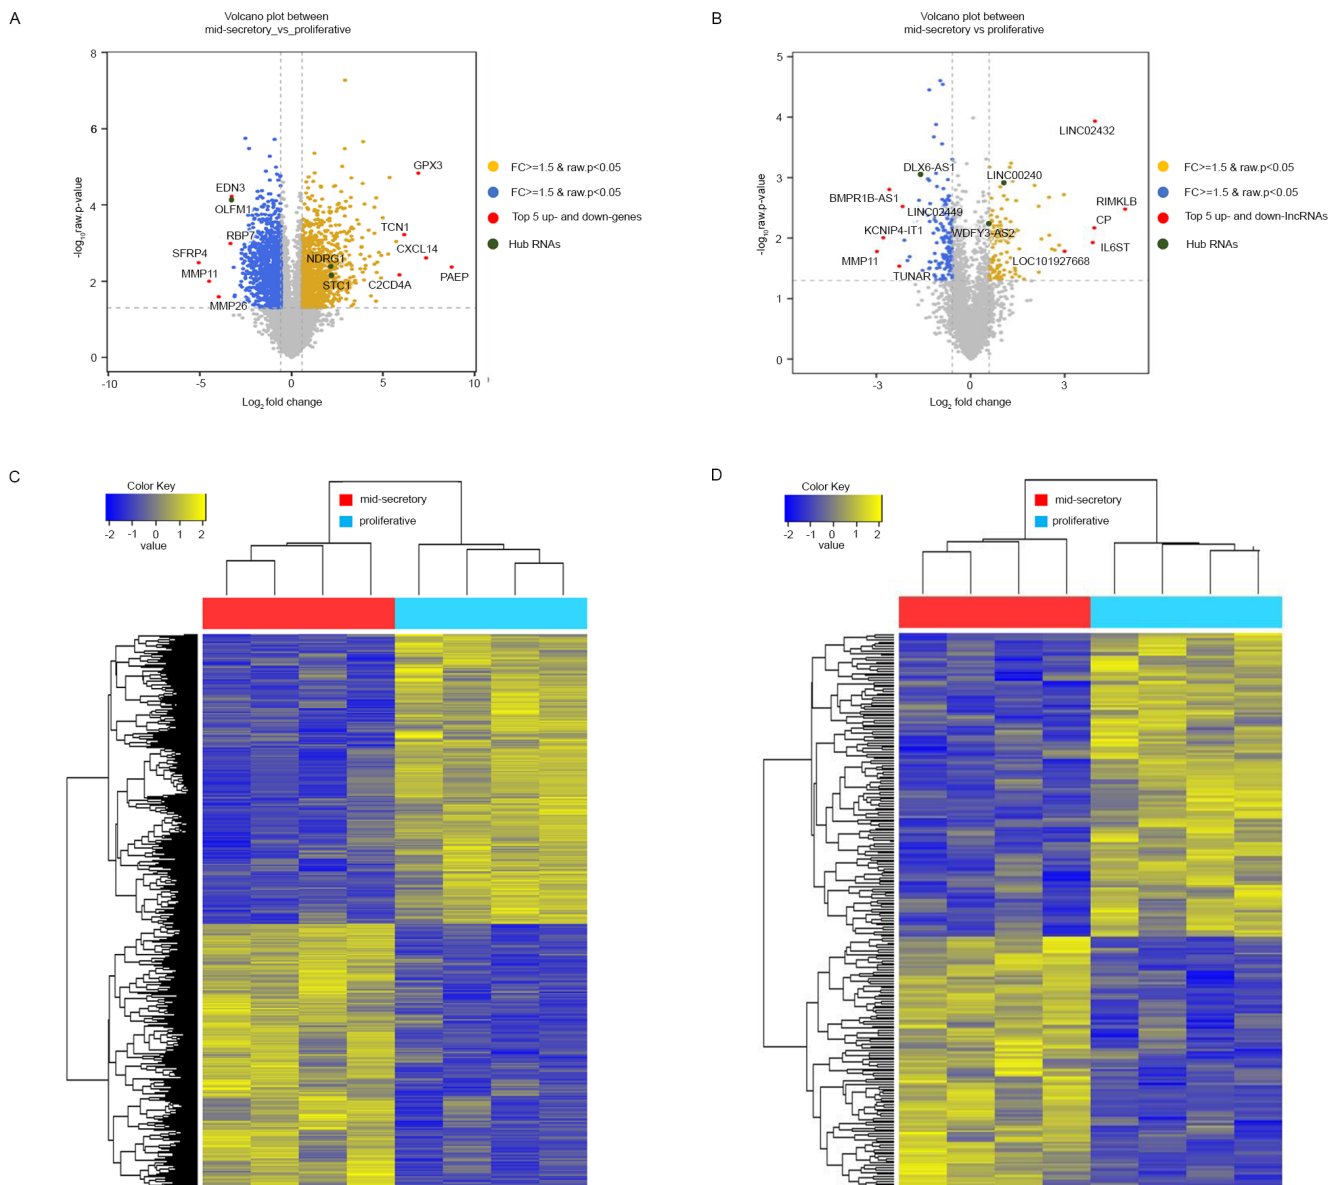 A
Volcano plot between
mid-secretory_vs_proliferative
8
6
4
2
0
-log10raw.p-value
-10
-5
0
5
10
Log2 fold change
GPX3
EDN3
OLFM1
TCN1
RBP7
CXCL14
SFRP4
NDRG1
PAEP
MMP11
STC1
C2CD4A
MMP26
FC>=1.5 & raw.p<0.05
FC>=1.5 & raw.p<0.05
Top 5 up- and down-genes
Hub RNAs
B
Volcano plot between
mid-secretory vs proliferative
5
4
3
2
1
0
-log10raw.p-value
-3
0
3
Log2 fold change
LINC02432
DLX6-AS1
LINC00240
BMPR1B-AS1
RIMKLB
LINC02449
CP
KCNIP4-IT1
WDFY3-AS2
IL6ST
MMP11
LOC101927668
TUNAR
FC>=1.5 & raw.p<0.05
FC>=1.5 & raw.p<0.05
Top 5 up- and down-lncRNAs
Hub RNAs
C
Color Key
-2 -1 0 1 2
value
mid-secretory
proliferative
D
Color Key
-2 -1 0 1 2
value
mid-secretory
proliferative